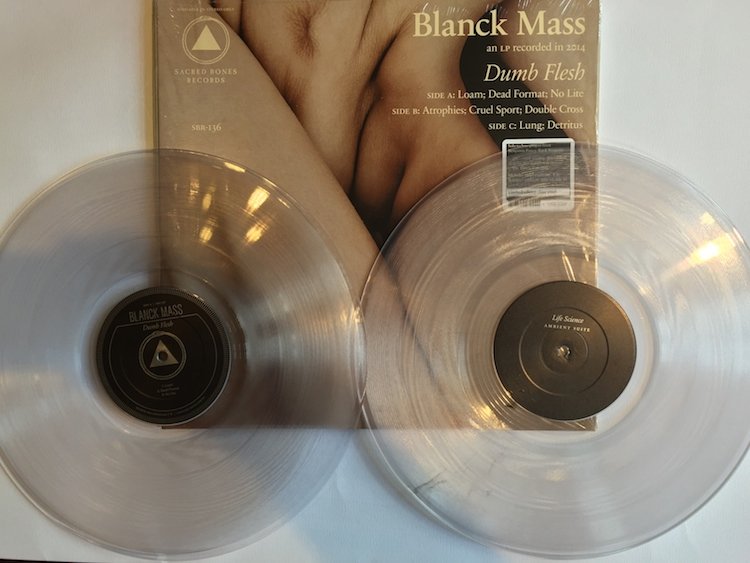 SACRED BONES
RECORDS
SBR-136
Blanck Mass
an LP recorded in 2014
Dumb Flesh
SIDE A: Loam; Dead Format; No Lite
SIDE B: Atrophies; Cruel Sport; Double Cross
SIDE C: Lung; Detritus
BLANCK MASS
Dumb Flesh
Life Science
AMBIENT SUITE